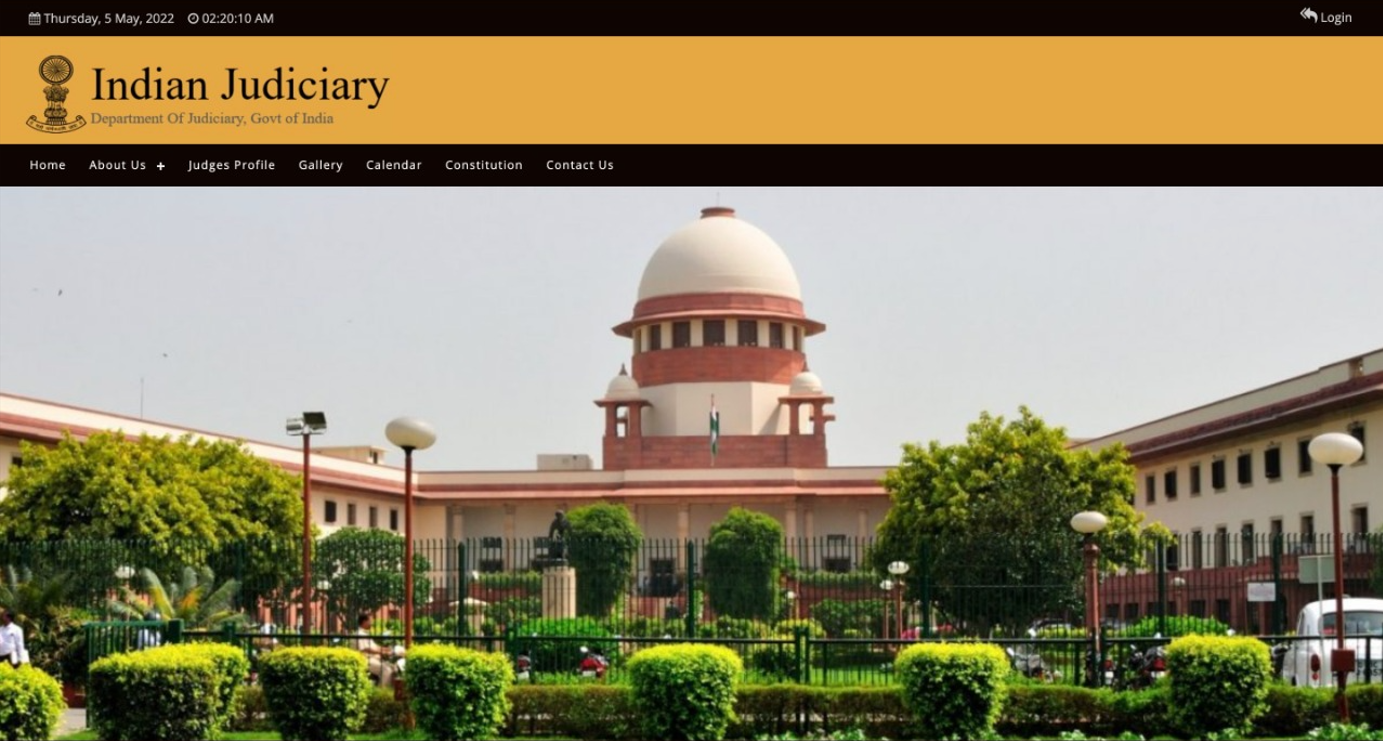 Thursday, 5 May, 2022 02:20:10 AM Login
Indian Judiciary
Department Of Judiciary, Govt of India
Home About Us + Judges Profile Gallery Calendar Constitution Contact Us